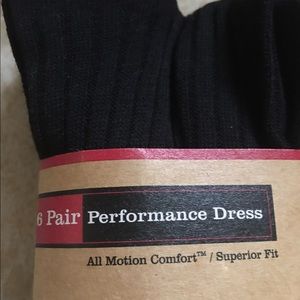 6 Pair Performance Dress
All Motion Comfort™ / Superior Fit